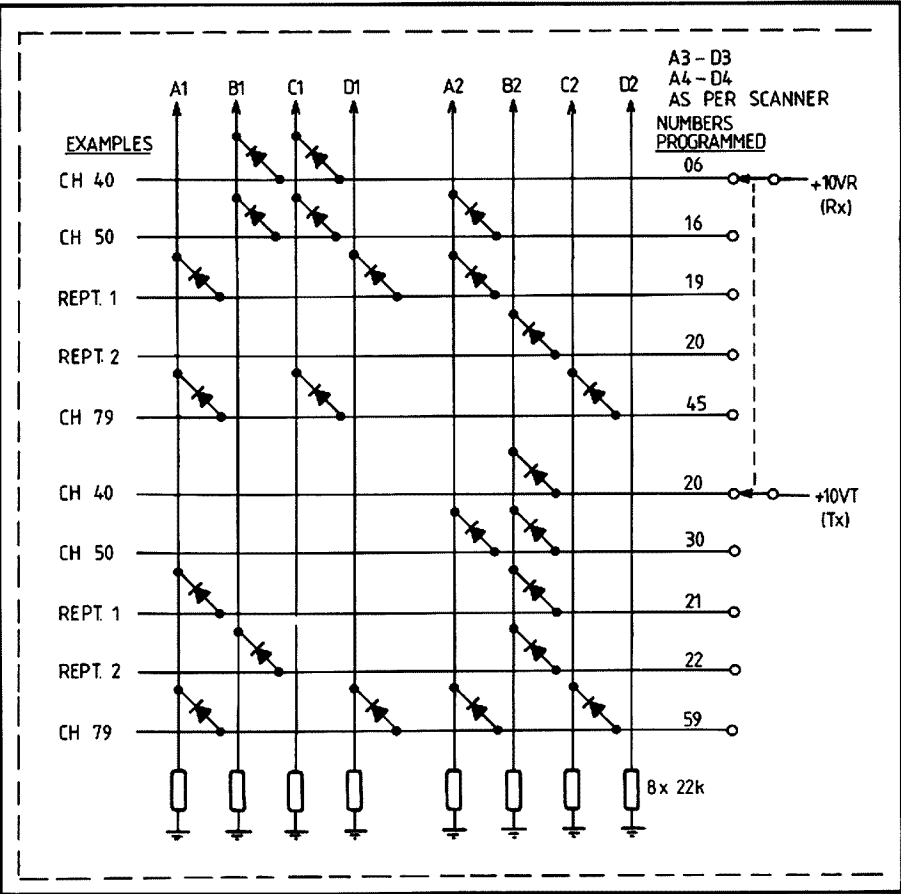 A3 - D3
A4 - D4
AS PER SCANNER
A1 B1 C1 D1 A2 B2 C2 D2
NUMBERS
PROGRAMMED
EXAMPLES
CH 40 06 +10VR
(Rx)
CH 50 16
REPT. 1 19
REPT. 2 20
CH 79 45
CH 40 20 +10VT
(Tx)
CH 50 30
REPT. 1 21
REPT. 2 22
CH 79 59
8 x 22k